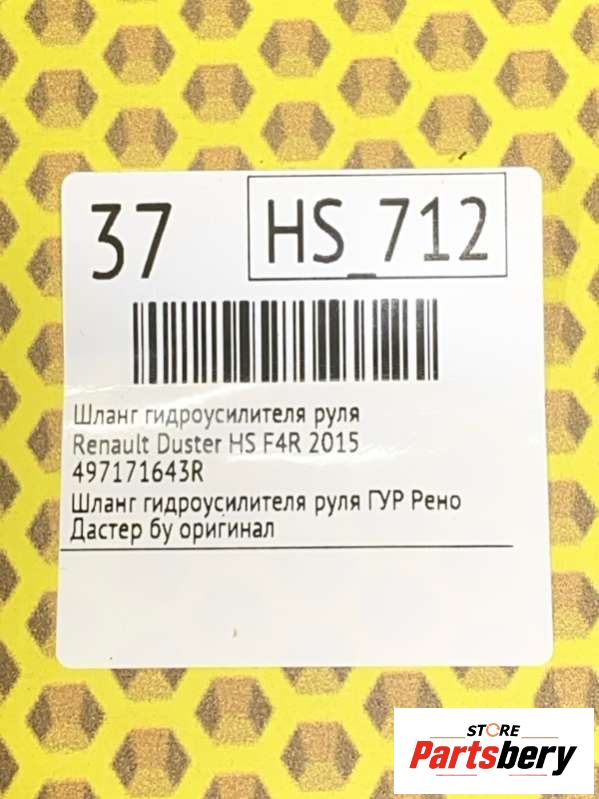 37
HS_712
Шланг гидроусилителя руля
Renault Duster HS F4R 2015
497171643R
Шланг гидроусилителя руля ГУР Рено
Дастер бу оригинал
STORE
Partsbery